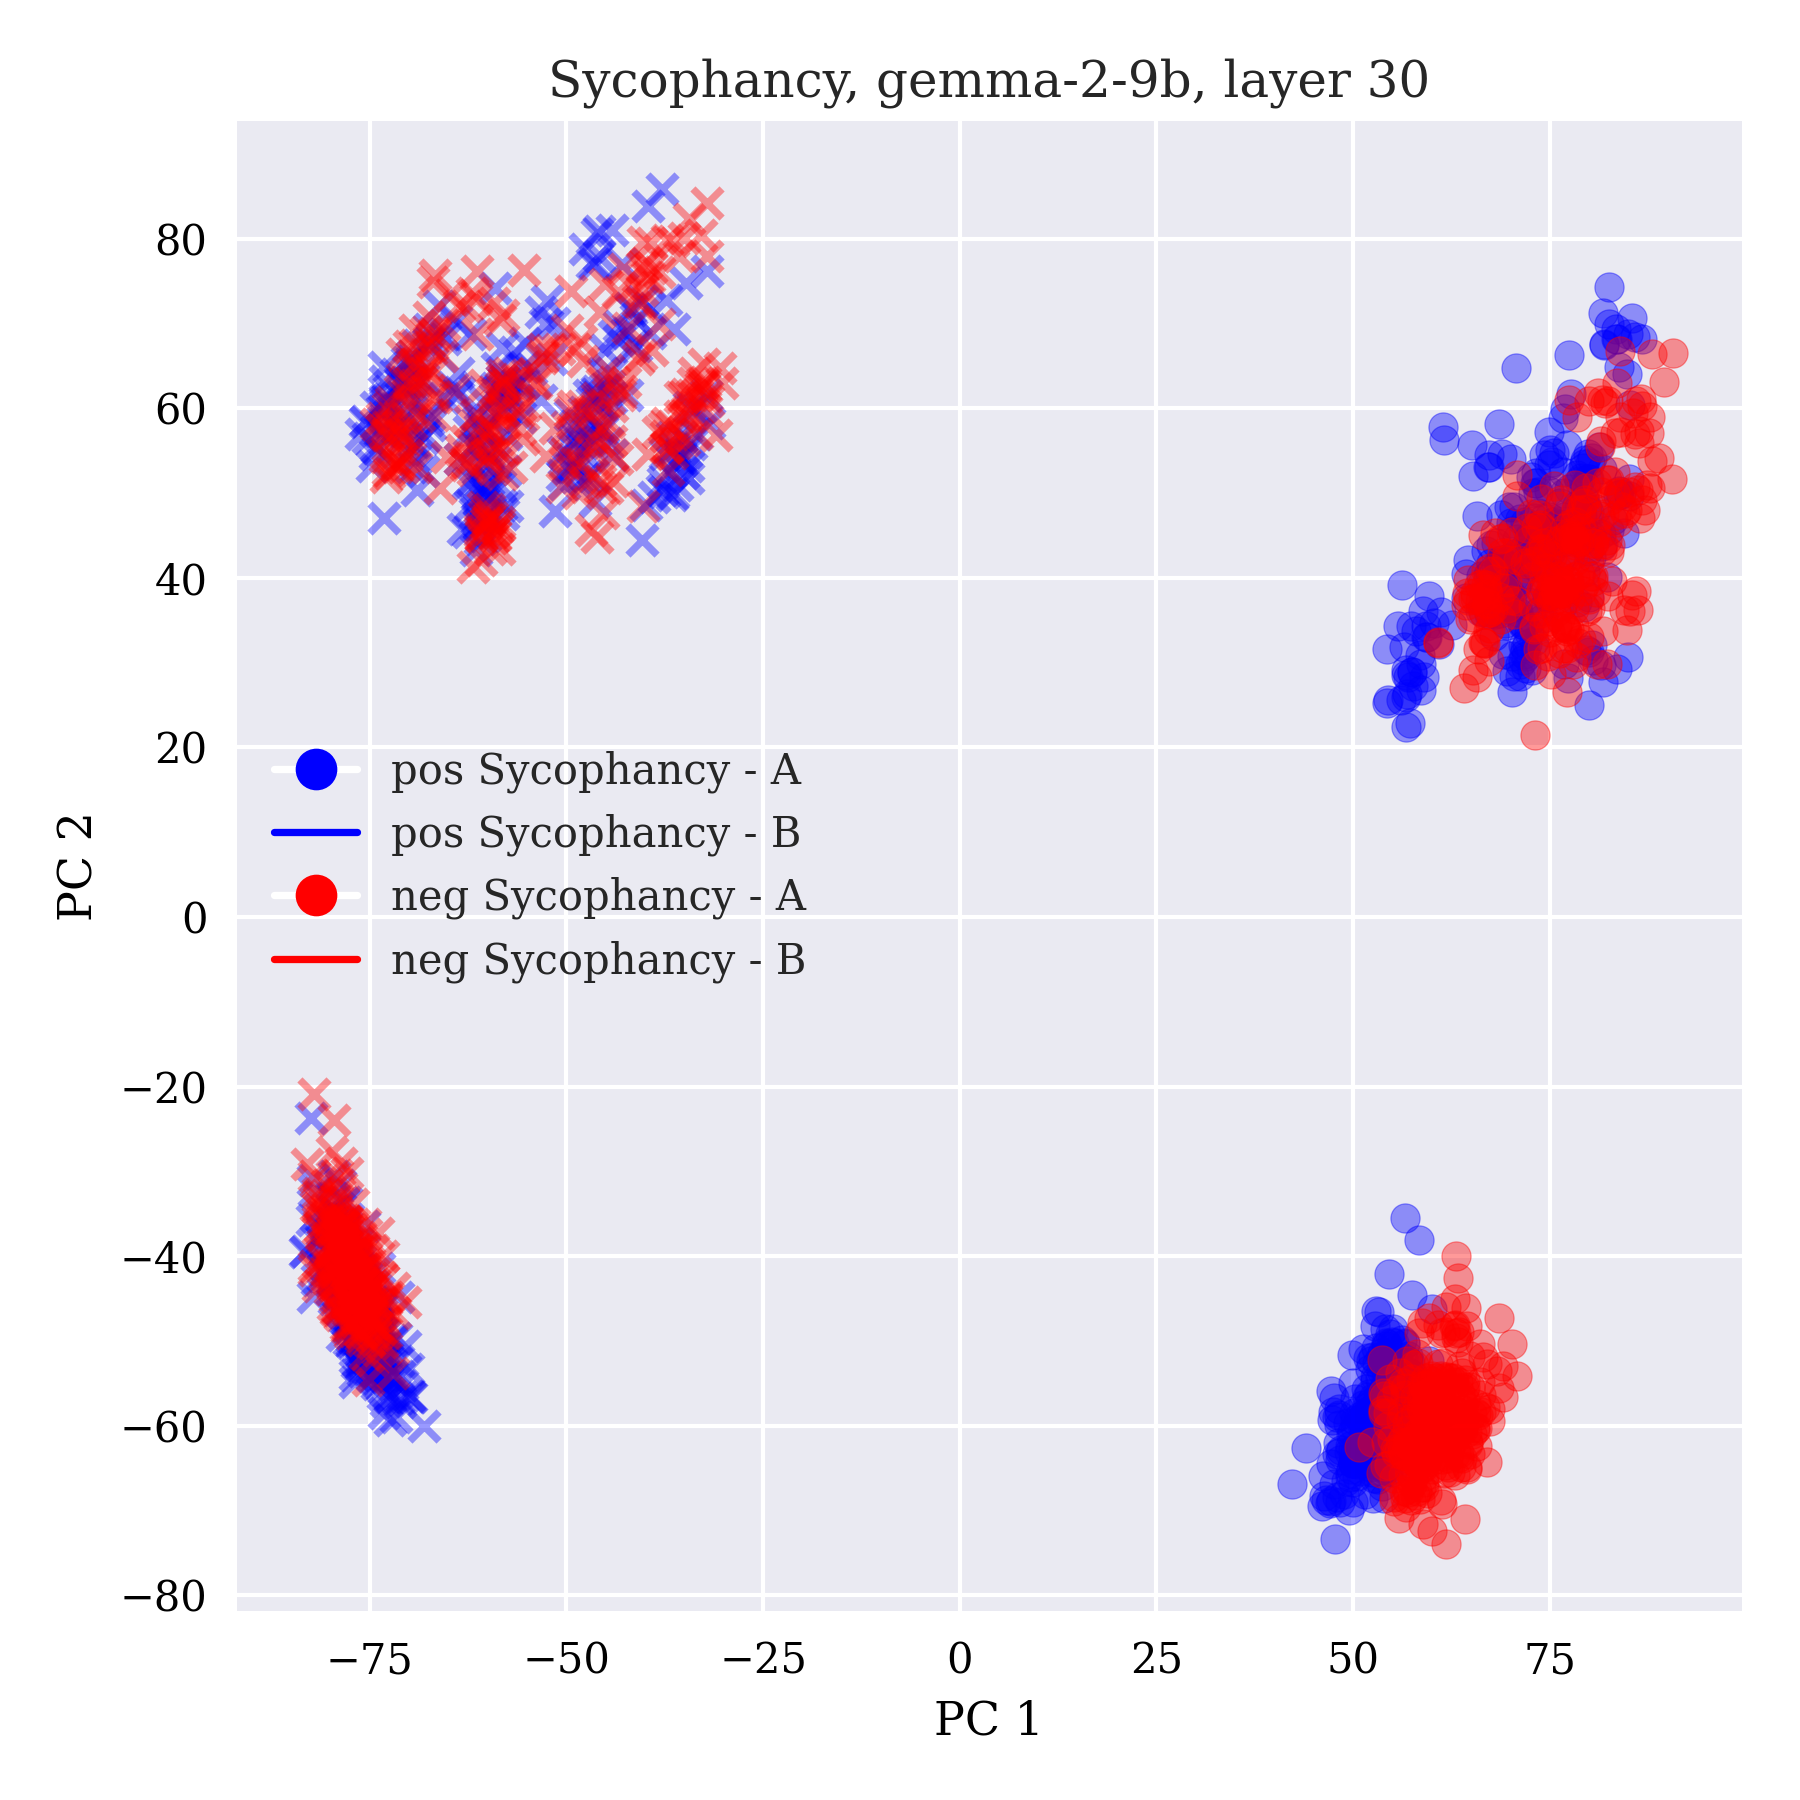 Sycophancy, gemma-2-9b, layer 30
80
60
40
20
0
−20
−40
−60
−80
PC 2
pos Sycophancy - A
pos Sycophancy - B
neg Sycophancy - A
neg Sycophancy - B
−75 −50 −25 0 25 50 75
PC 1